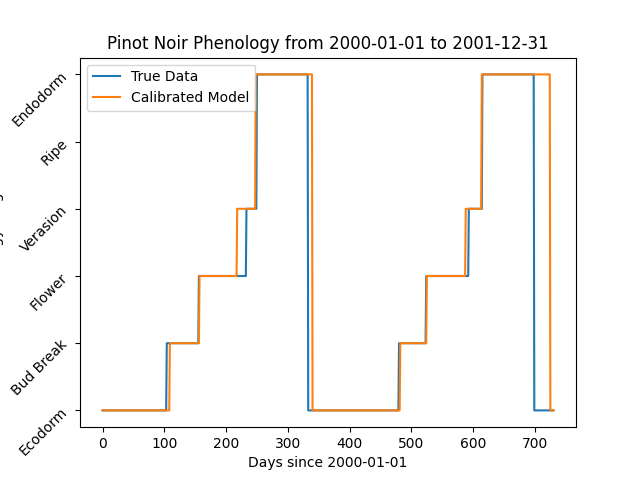 Pinot Noir Phenology from 2000-01-01 to 2001-12-31
True Data
Calibrated Model
Endodorm
Ripe
Verasion
Flower
Bud Break
Ecodorm
0 100 200 300 400 500 600 700
Days since 2000-01-01